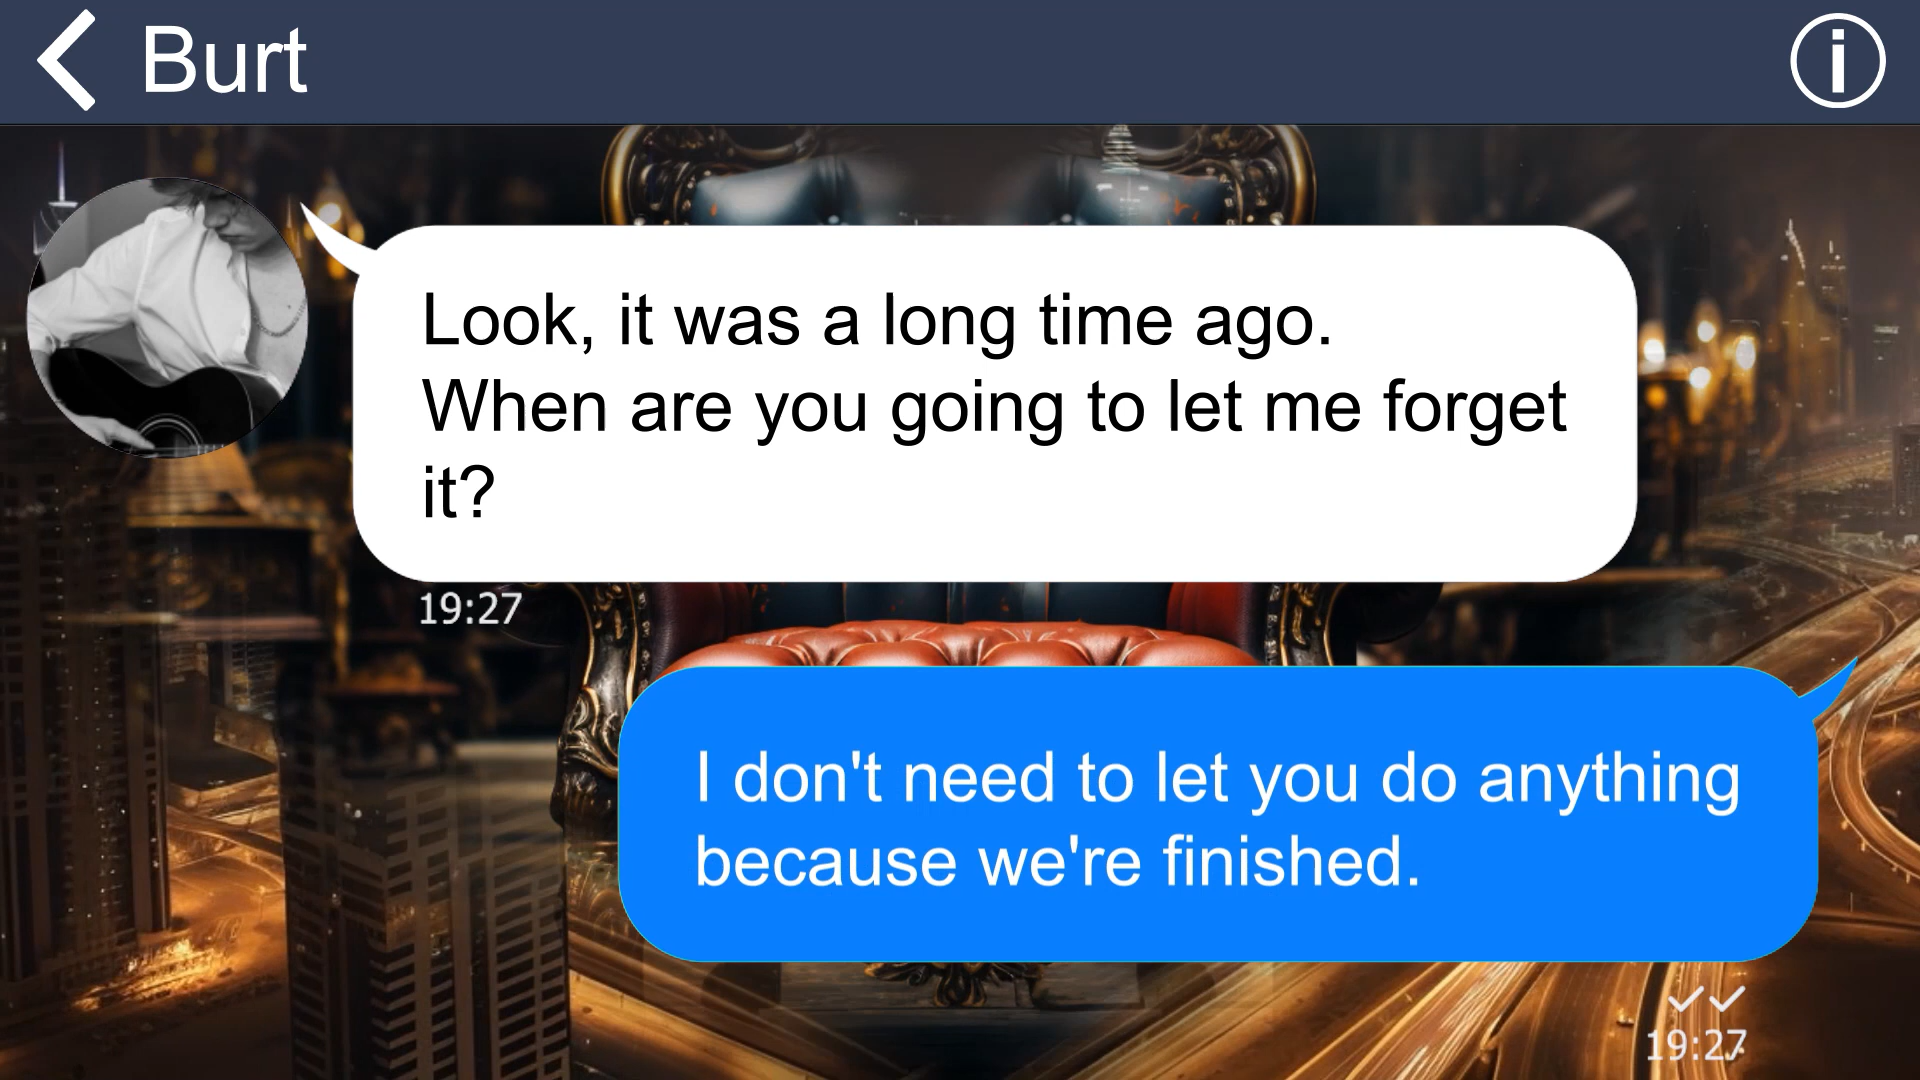 Burt
Look, it was a long time ago.
When are you going to let me forget
it?
19:27
I don't need to let you do anything
because we're finished.
19:27